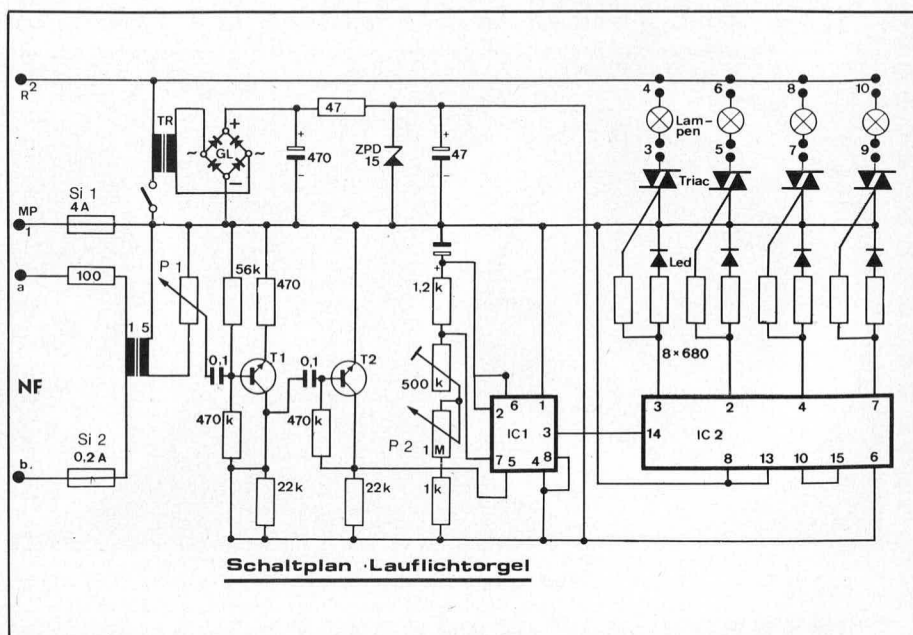 R 2
TR
+
GL
−
47
+
470
−
ZPD
15
+
47
−
4
6
8
10
Lam-
pen
3
5
7
9
Triac
Si 1
4A
MP
1
a
100
P 1
56k
470
1 5
0,1
T1
0,1
T2
+
1,2 k
500 k
Led
8×680
NF
470 k
470k
P 2
1 M
1 k
2
6
1
IC1
3
7
5
4
8
3
2
4
7
14
IC 2
8
13
10
15
6
Si 2
0,2 A
b.
22k
22k
Schaltplan · Lauflichtorgel